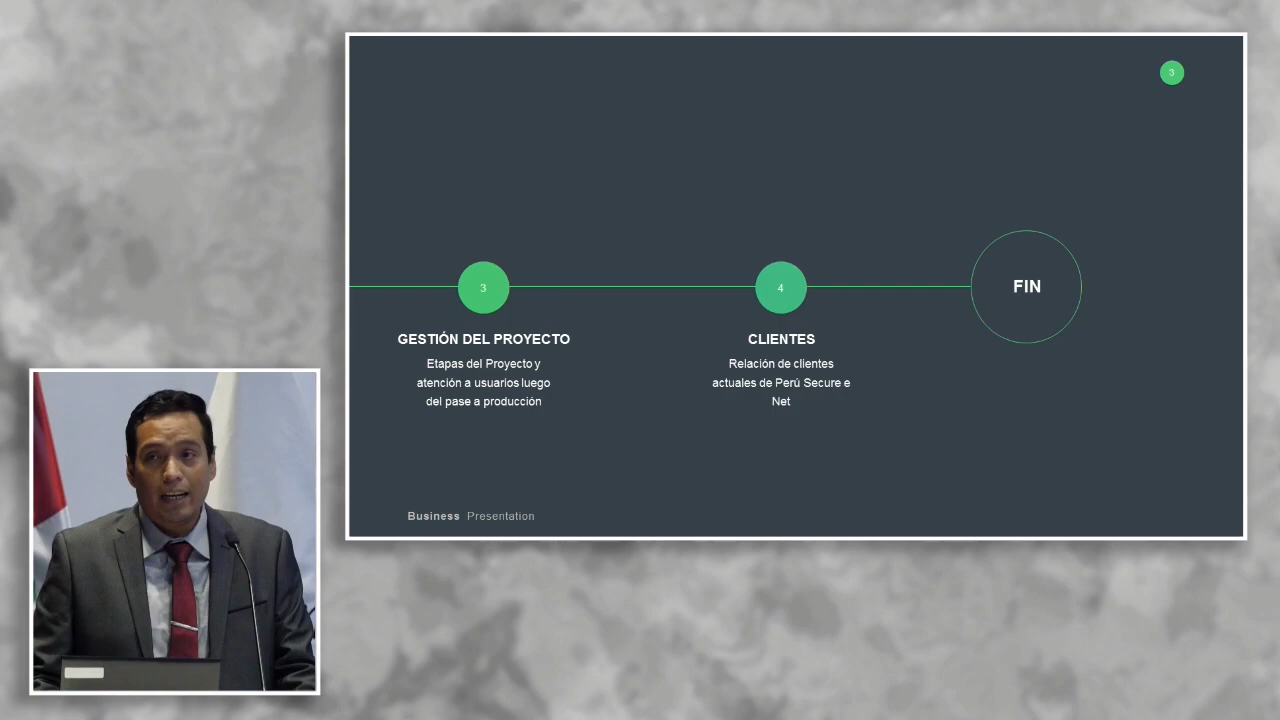 3
3
GESTIÓN DEL PROYECTO
Etapas del Proyecto y
atención a usuarios luego
del pase a producción
4
CLIENTES
Relación de clientes
actuales de Perú Secure e
Net
FIN
Business Presentation